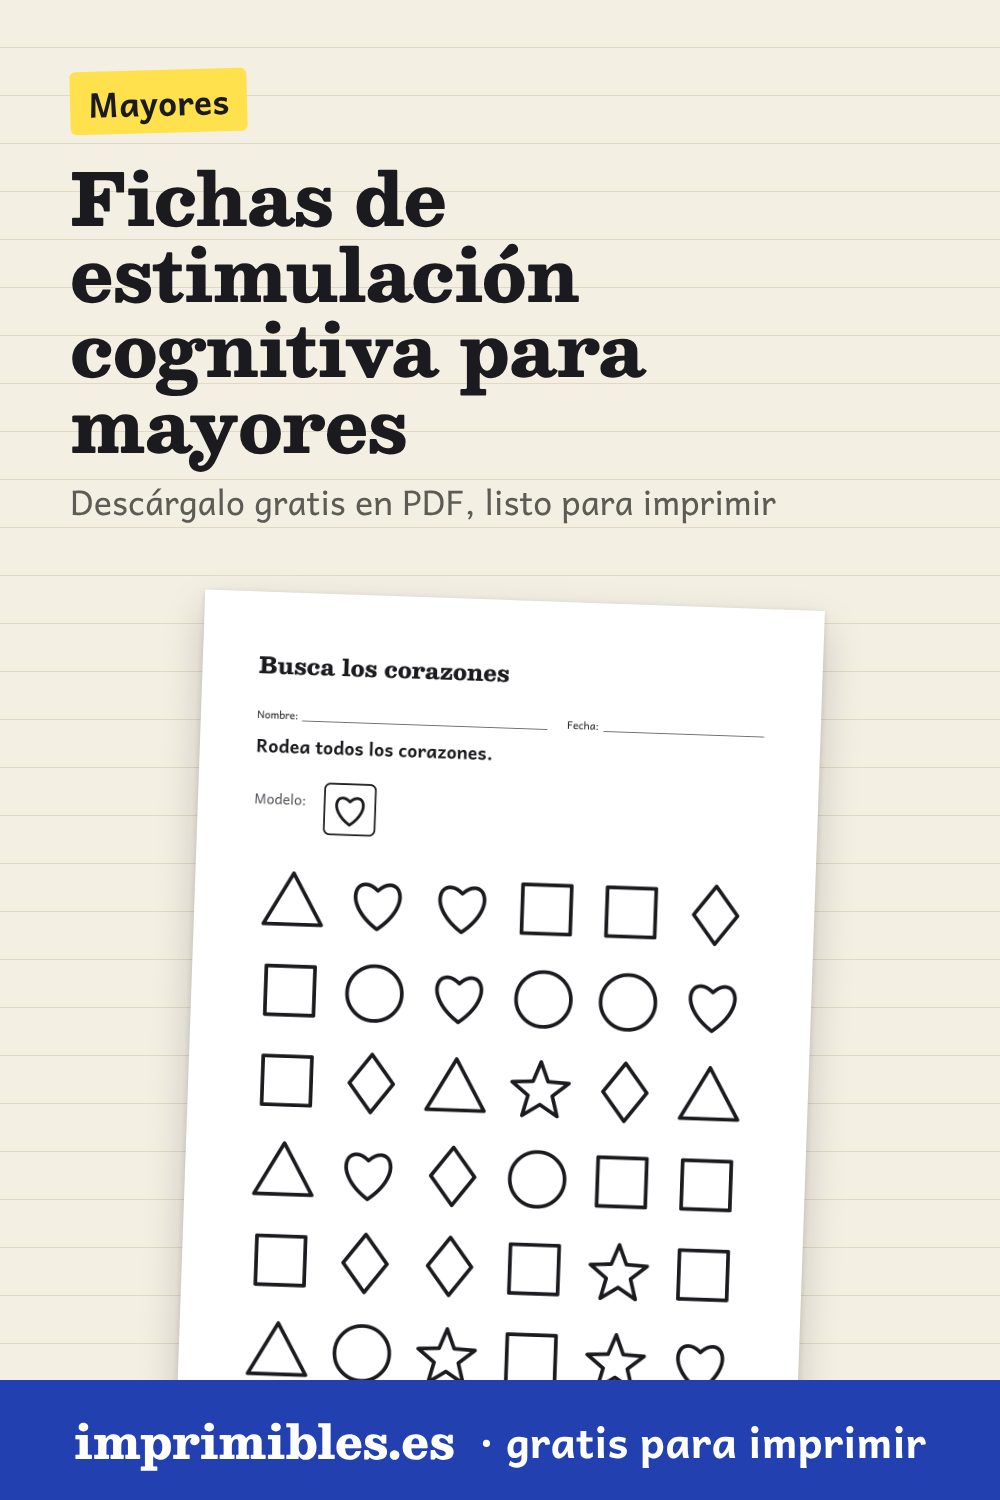 Mayores
Fichas de
estimulación
cognitiva para
mayores
Descárgalo gratis en PDF, listo para imprimir
Busca los corazones
Nombre: Fecha:
Rodea todos los corazones.
Modelo:
imprimibles.es · gratis para imprimir